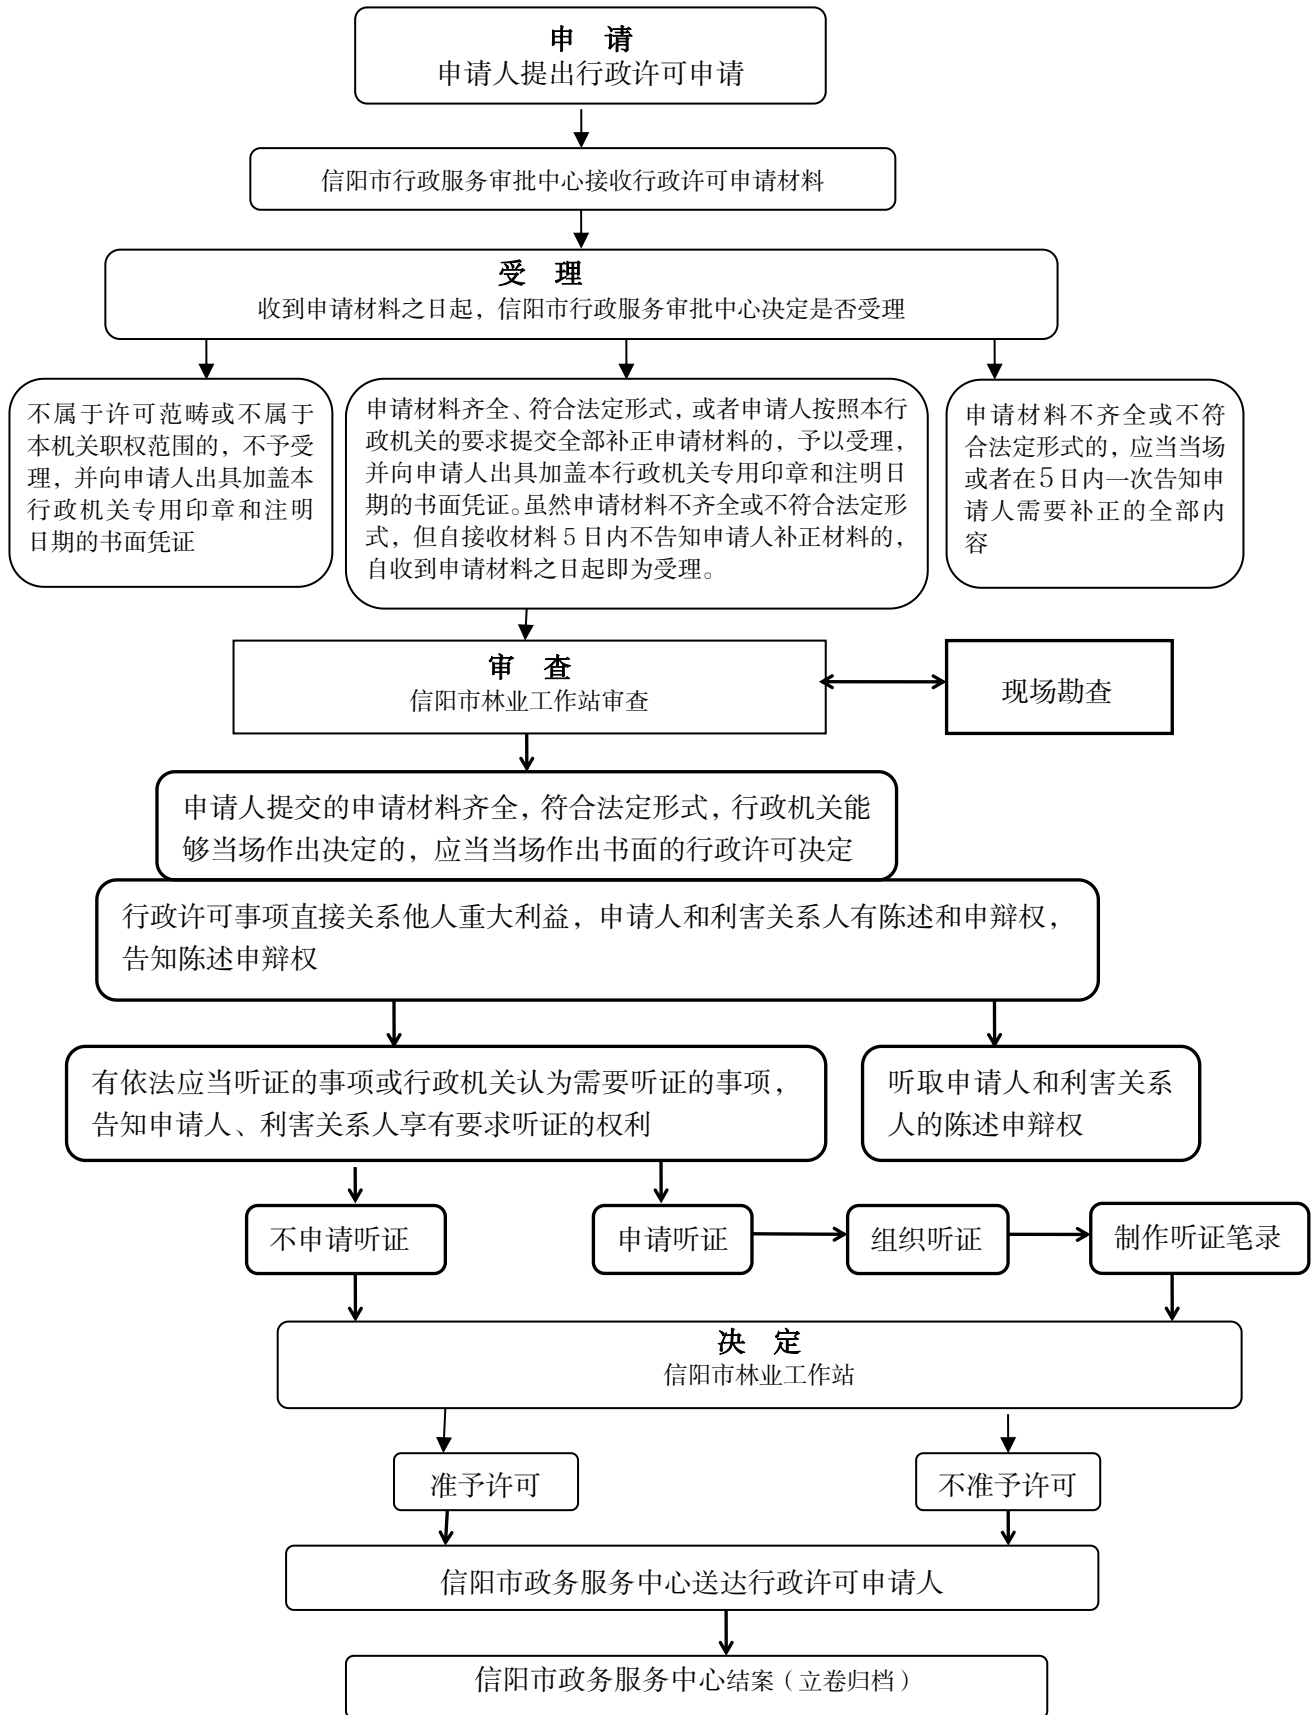 申 请
申请人提出行政许可申请
信阳市行政服务审批中心接收行政许可申请材料
受 理
收到申请材料之日起，信阳市行政服务审批中心决定是否受理
不属于许可范畴或不属于
本机关职权范围的，不予受
理，并向申请人出具加盖本
行政机关专用印章和注明
日期的书面凭证
申请材料齐全、符合法定形式，或者申请人按照本行
政机关的要求提交全部补正申请材料的，予以受理，
并向申请人出具加盖本行政机关专用印章和注明日
期的书面凭证。虽然申请材料不齐全或不符合法定形
式，但自接收材料 5 日内不告知申请人补正材料的，
自收到申请材料之日起即为受理。
申请材料不齐全或不符
合法定形式的，应当当场
或者在5日内一次告知申
请人需要补正的全部内
容
审 查
信阳市林业工作站审查
现场勘查
申请人提交的申请材料齐全，符合法定形式，行政机关能
够当场作出决定的，应当当场作出书面的行政许可决定
行政许可事项直接关系他人重大利益，申请人和利害关系人有陈述和申辩权，
告知陈述申辩权
有依法应当听证的事项或行政机关认为需要听证的事项，
告知申请人、利害关系人享有要求听证的权利
听取申请人和利害关系
人的陈述申辩权
不申请听证
申请听证
组织听证
制作听证笔录
决 定
信阳市林业工作站
准予许可
不准予许可
信阳市政务服务中心送达行政许可申请人
信阳市政务服务中心结案（立卷归档）